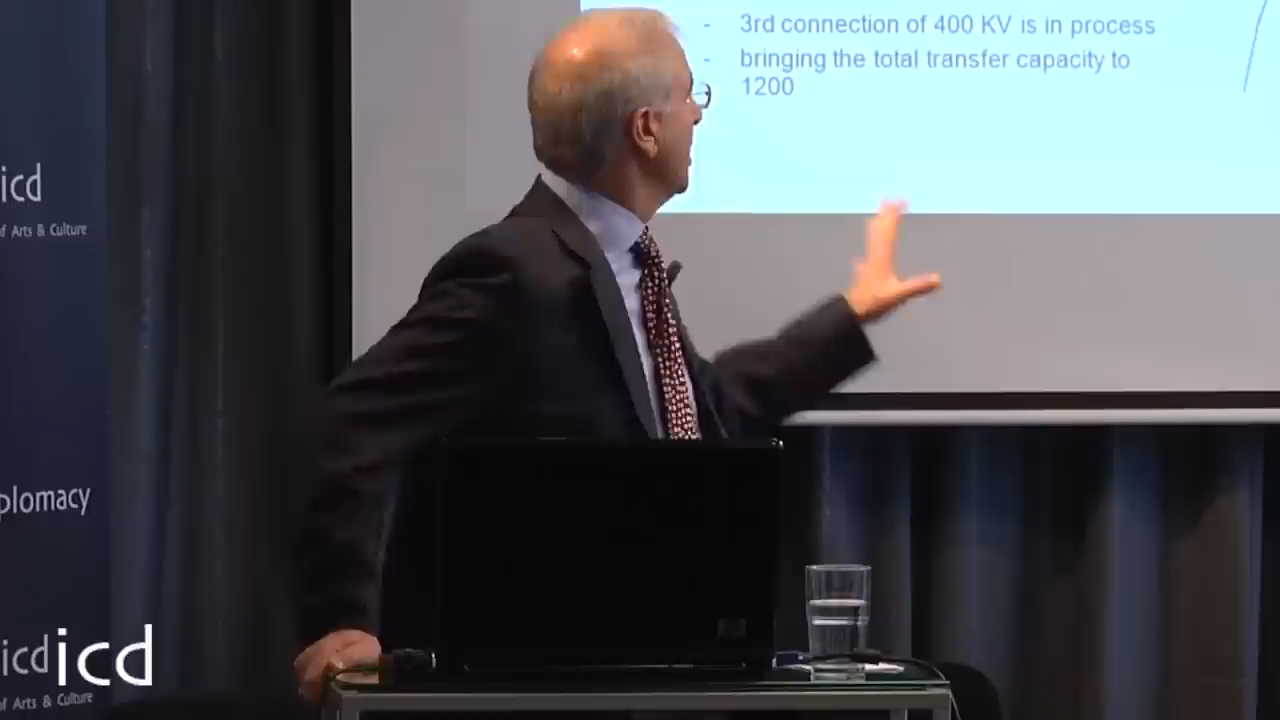 - 3rd connection of 400 KV is in process
- bringing the total transfer capacity to
1200
icd
f Arts & Culture
plomacy
icd
icd
of Arts & Culture